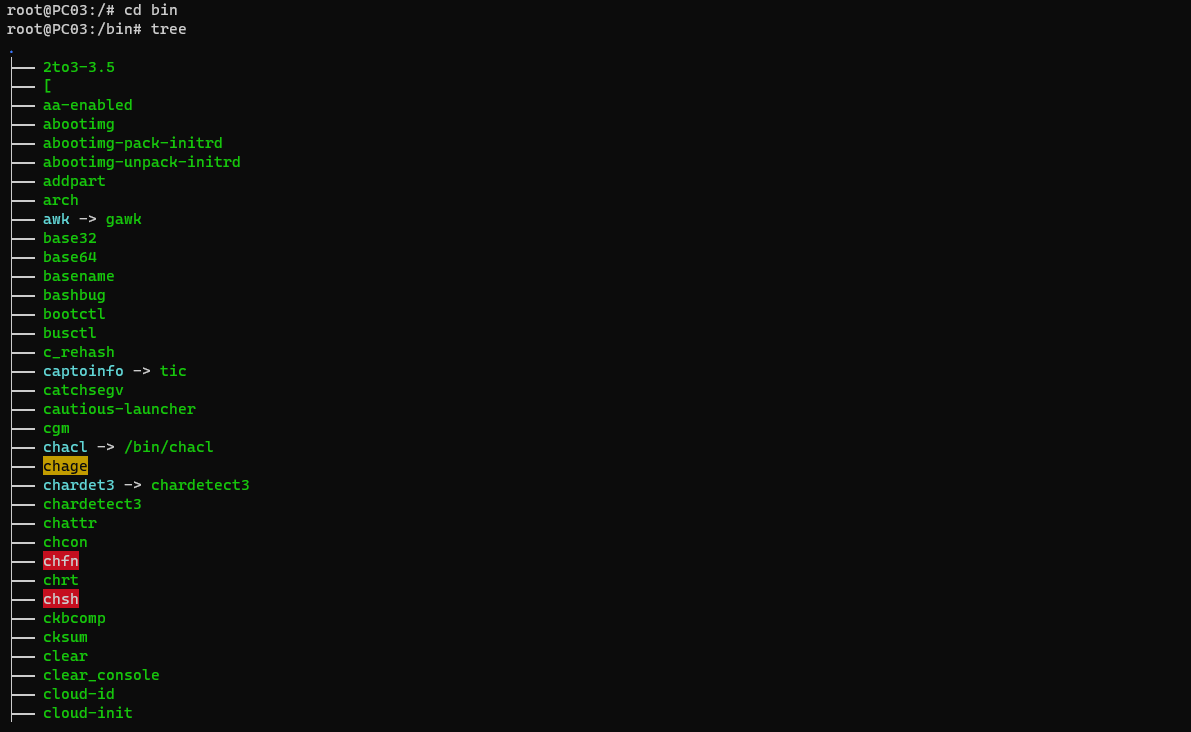 root@PC03:/# cd bin
root@PC03:/bin# tree
.
├── 2to3-3.5
├── [
├── aa-enabled
├── abootimg
├── abootimg-pack-initrd
├── abootimg-unpack-initrd
├── addpart
├── arch
├── awk -> gawk
├── base32
├── base64
├── basename
├── bashbug
├── bootctl
├── busctl
├── c_rehash
├── captoinfo -> tic
├── catchsegv
├── cautious-launcher
├── cgm
├── chacl -> /bin/chacl
├── chage
├── chardet3 -> chardetect3
├── chardetect3
├── chattr
├── chcon
├── chfn
├── chrt
├── chsh
├── ckbcomp
├── cksum
├── clear
├── clear_console
├── cloud-id
├── cloud-init